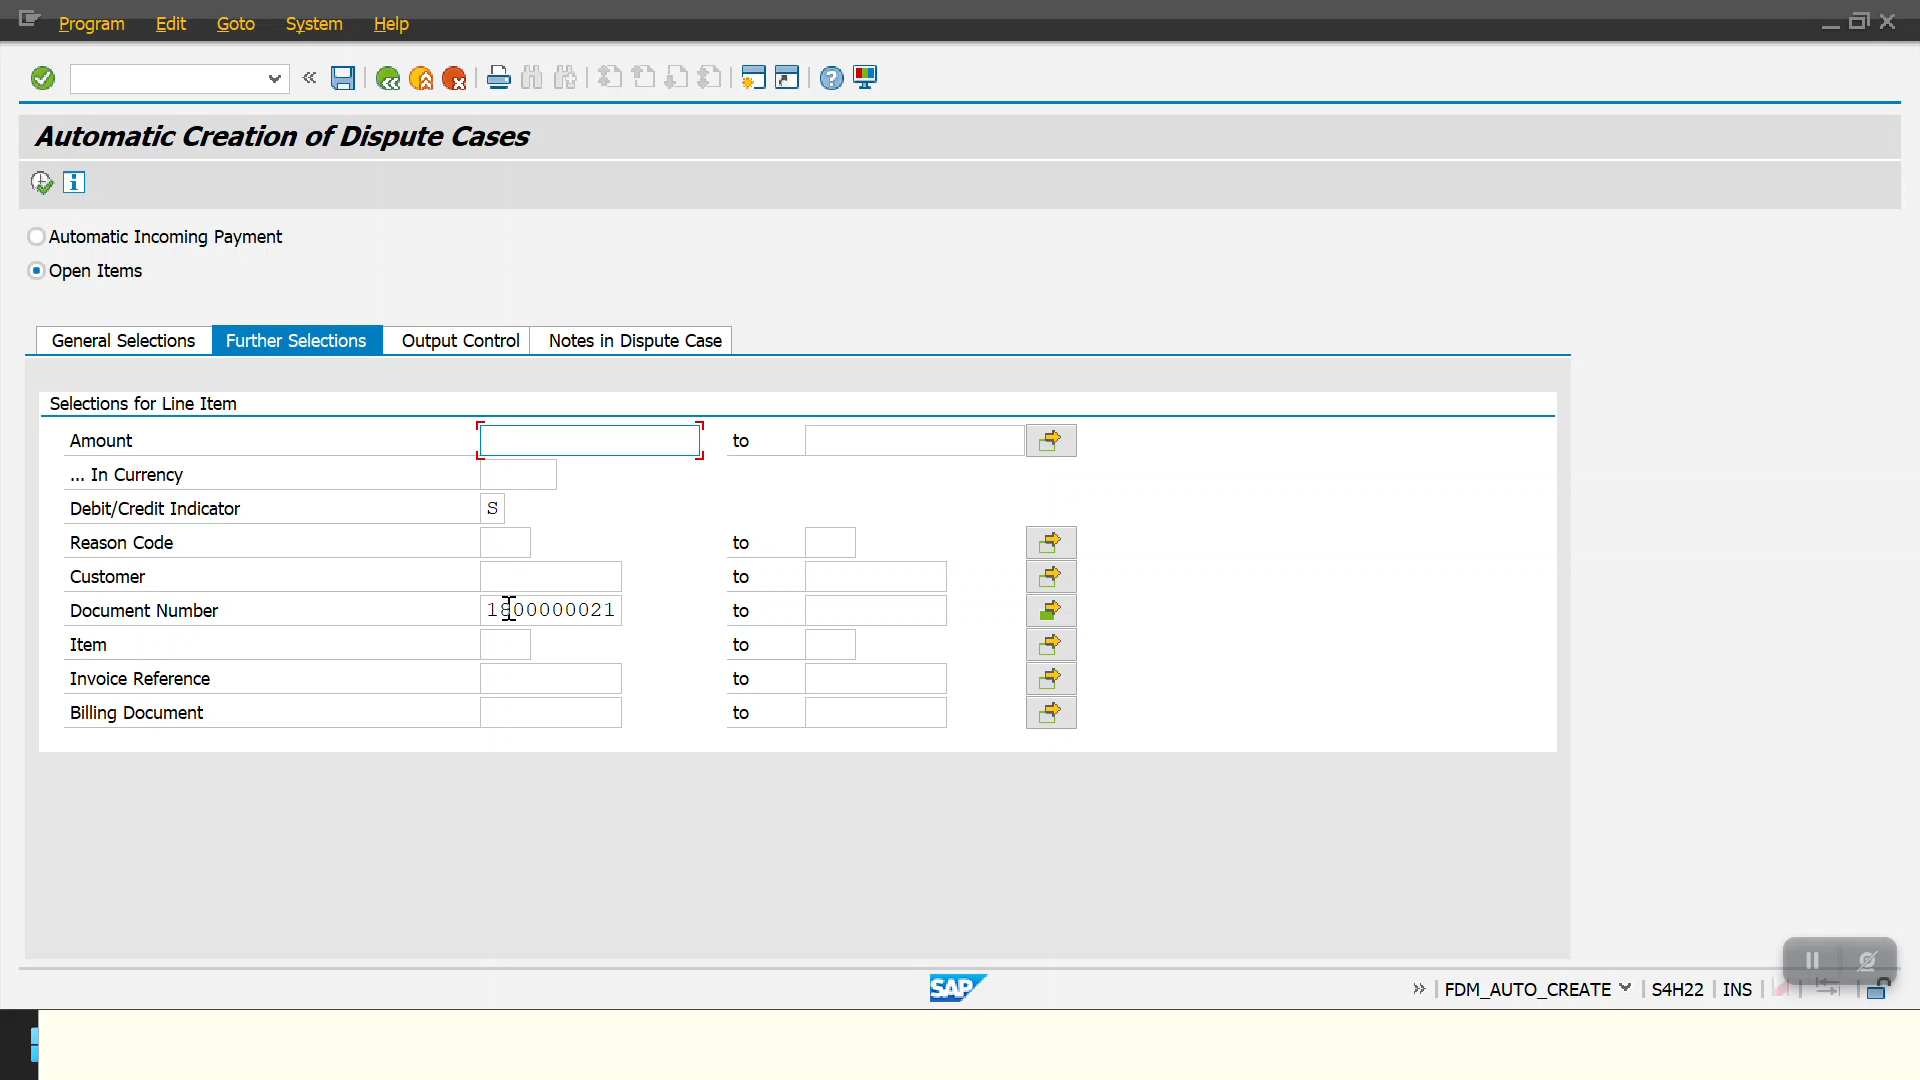 Program Edit Goto System Help
Automatic Creation of Dispute Cases
Automatic Incoming Payment
Open Items
General Selections Further Selections Output Control Notes in Dispute Case
Selections for Line Item
Amount to
... In Currency
Debit/Credit Indicator S
Reason Code to
Customer to
Document Number 1800000021 to
Item to
Invoice Reference to
Billing Document to
SAP FDM_AUTO_CREATE S4H22 INS